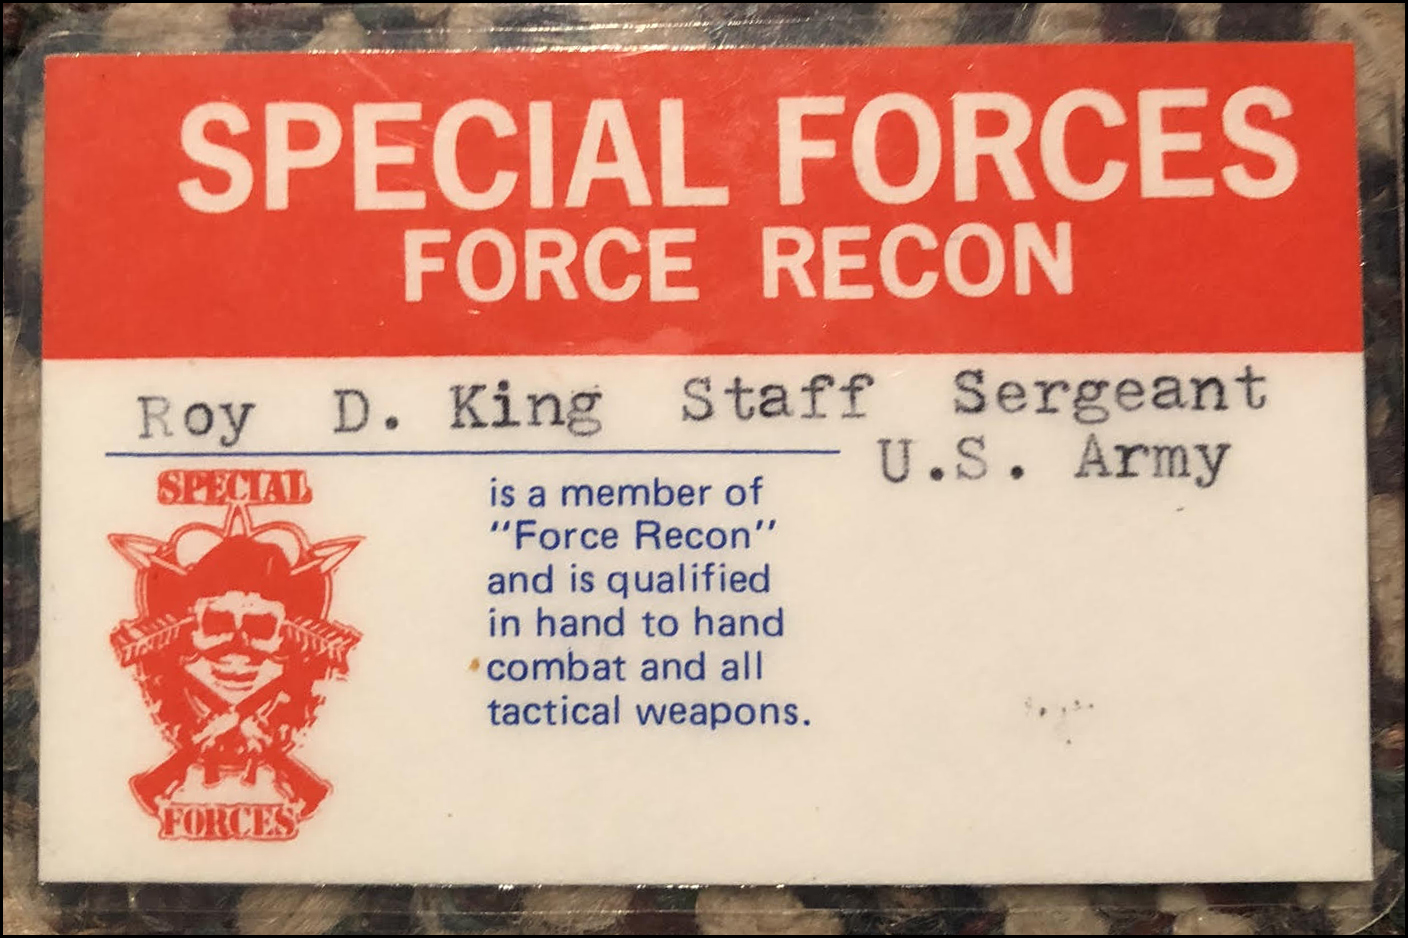 SPECIAL FORCES
FORCE RECON
Roy D. King Staff Sergeant
U.S. Army
SPECIAL
FORCES
is a member of
"Force Recon"
and is qualified
in hand to hand
combat and all
tactical weapons.